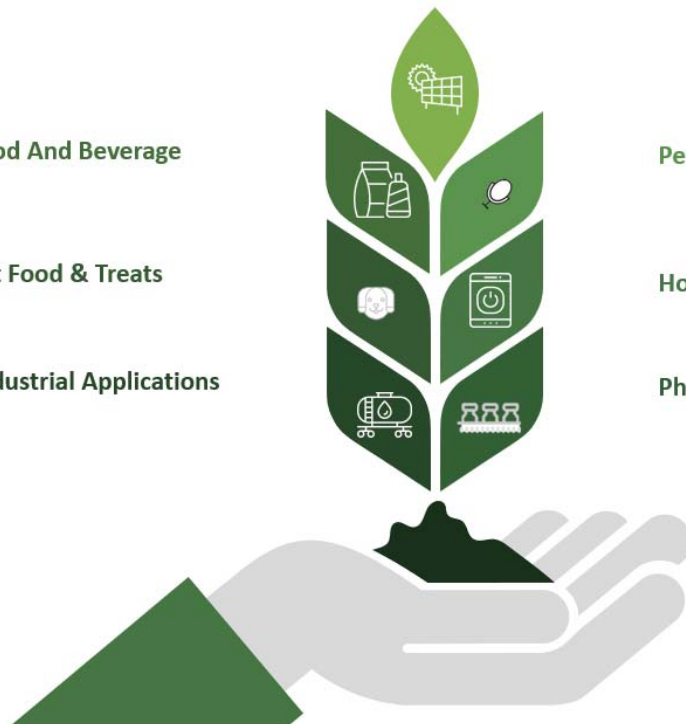 od And Beverage
t Food & Treats
dustrial Applications
Pe
Ho
Ph